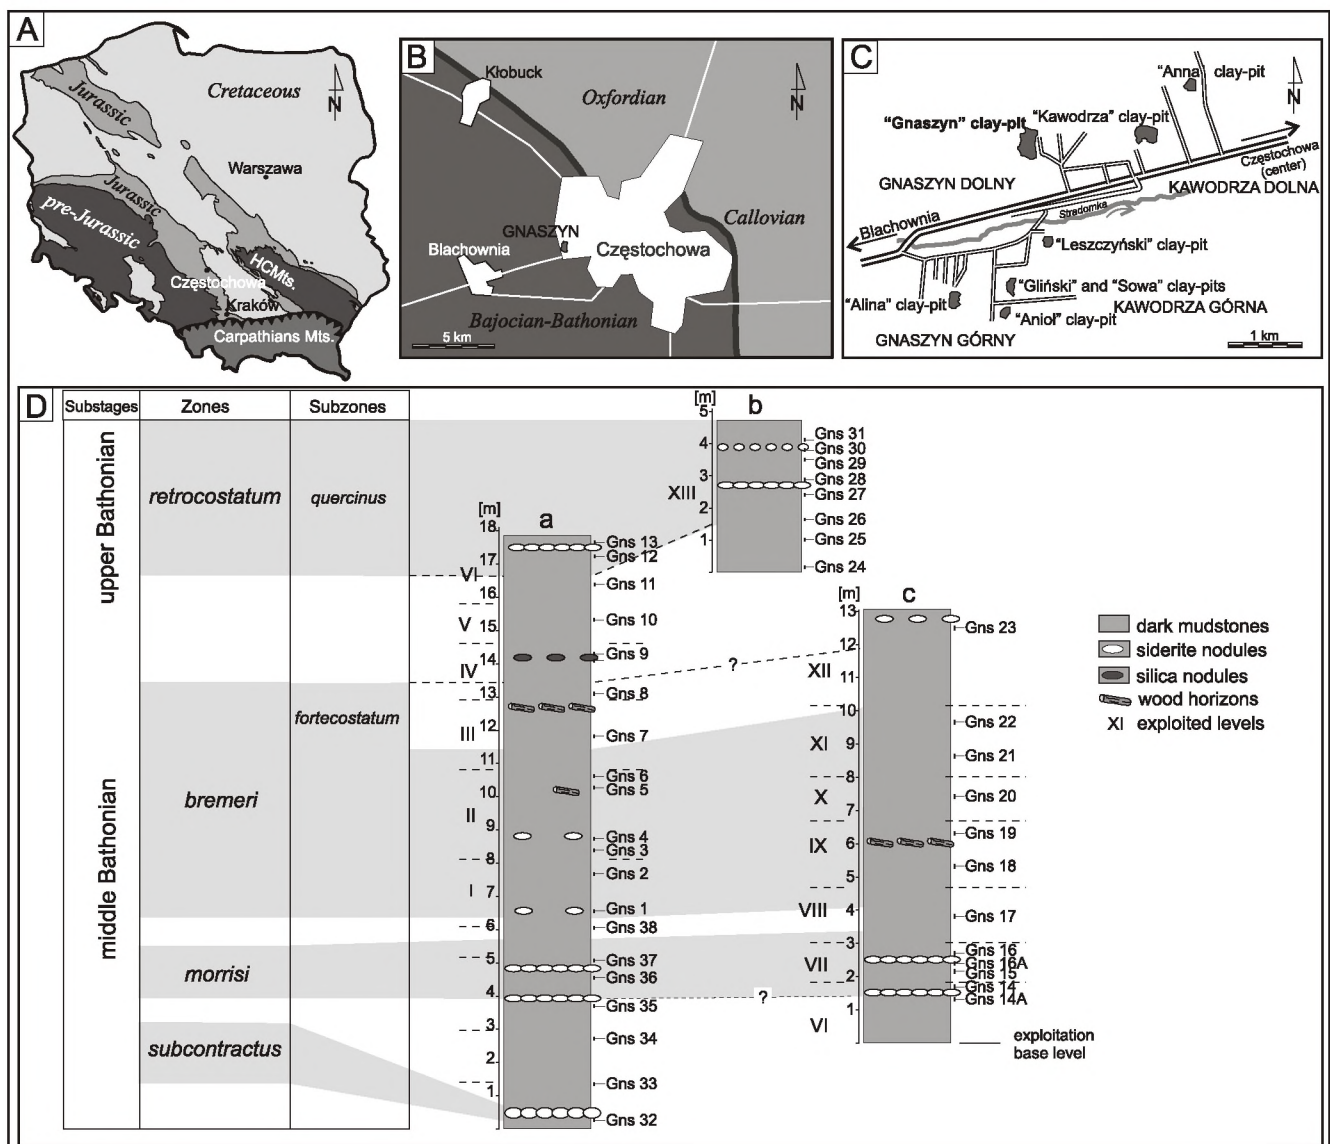 A
Jurassic
Cretaceous
N
Warszawa
Jurassic
pre-Jurassic
HCMts.
Częstochowa
Kraków
Carpathians Mts.
B
Kłobuck
Oxfordian
N
GNASZYN
Callovian
Blachownia
Częstochowa
Bajocian-Bathonian
5 km
C
"Anna" clay-pit
N
"Gnaszyn" clay-pit
"Kawodrza" clay-pit
Częstochowa
(center)
GNASZYN DOLNY
KAWODRZA DOLNA
Stradomka
Blachownia
"Leszczyński" clay-pit
"Gliński" and "Sowa" clay-pits
"Alina" clay-pit
KAWODRZA GÓRNA
"Anioł" clay-pit
GNASZYN GÓRNY
1 km
D
Substages
Zones
Subzones
upper Bathonian
middle Bathonian
retrocostatum
quercinus
bremeri
fortecostatum
morrisi
subcontractus
[m]
a
18
17
16
15
14
13
12
11
10
9
8
7
6
5
4
3
2
1
VI
V
IV
III
II
I
Gns 13
Gns 12
Gns 11
Gns 10
Gns 9
Gns 8
Gns 7
Gns 6
Gns 5
Gns 4
Gns 3
Gns 2
Gns 1
Gns 38
Gns 37
Gns 36
Gns 35
Gns 34
Gns 33
Gns 32
[m]
b
5
4
3
2
1
XIII
Gns 31
Gns 30
Gns 29
Gns 28
Gns 27
Gns 26
Gns 25
Gns 24
?
?
[m]
c
13
12
11
10
9
8
7
6
5
4
3
2
1
XII
XI
X
IX
VIII
VII
VI
Gns 23
Gns 22
Gns 21
Gns 20
Gns 19
Gns 18
Gns 17
Gns 16
Gns 16A
Gns 15
Gns 14
Gns 14A
exploitation
base level
dark mudstones
siderite nodules
silica nodules
wood horizons
XI exploited levels